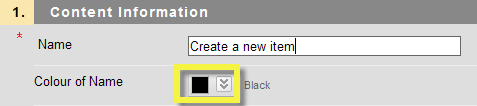 1. Content Information
* Name Create a new item
Colour of Name Black